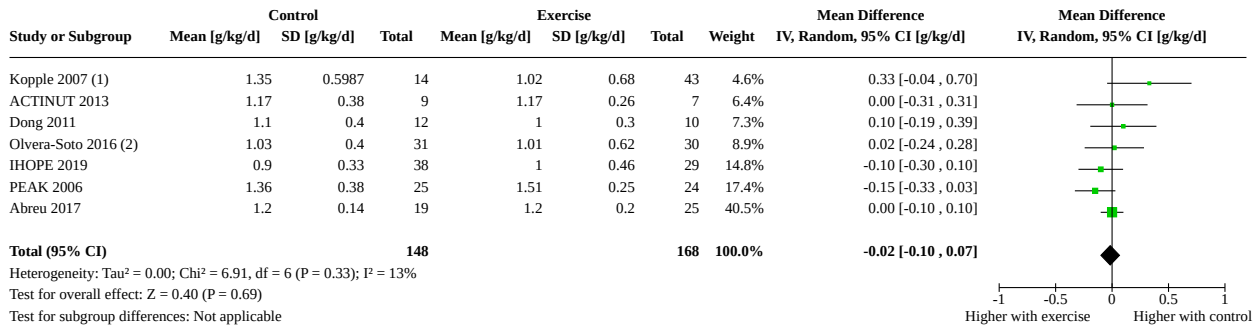 Control Exercise Mean Difference Mean Difference
Study or Subgroup Mean [g/kg/d] SD [g/kg/d] Total Mean [g/kg/d] SD [g/kg/d] Total Weight IV, Random, 95% CI [g/kg/d] IV, Random, 95% CI [g/kg/d]
Kopple 2007 (1) 1.35 0.5987 14 1.02 0.68 43 4.6% 0.33 [-0.04 , 0.70]
ACTINUT 2013 1.17 0.38 9 1.17 0.26 7 6.4% 0.00 [-0.31 , 0.31]
Dong 2011 1.1 0.4 12 1 0.3 10 7.3% 0.10 [-0.19 , 0.39]
Olvera-Soto 2016 (2) 1.03 0.4 31 1.01 0.62 30 8.9% 0.02 [-0.24 , 0.28]
IHOPE 2019 0.9 0.33 38 1 0.46 29 14.8% -0.10 [-0.30 , 0.10]
PEAK 2006 1.36 0.38 25 1.51 0.25 24 17.4% -0.15 [-0.33 , 0.03]
Abreu 2017 1.2 0.14 19 1.2 0.2 25 40.5% 0.00 [-0.10 , 0.10]
Total (95% CI) 148 168 100.0% -0.02 [-0.10 , 0.07]
Heterogeneity: Tau² = 0.00; Chi² = 6.91, df = 6 (P = 0.33); I² = 13%
Test for overall effect: Z = 0.40 (P = 0.69)
-1 -0.5 0 0.5 1
Test for subgroup differences: Not applicable Higher with exercise Higher with control